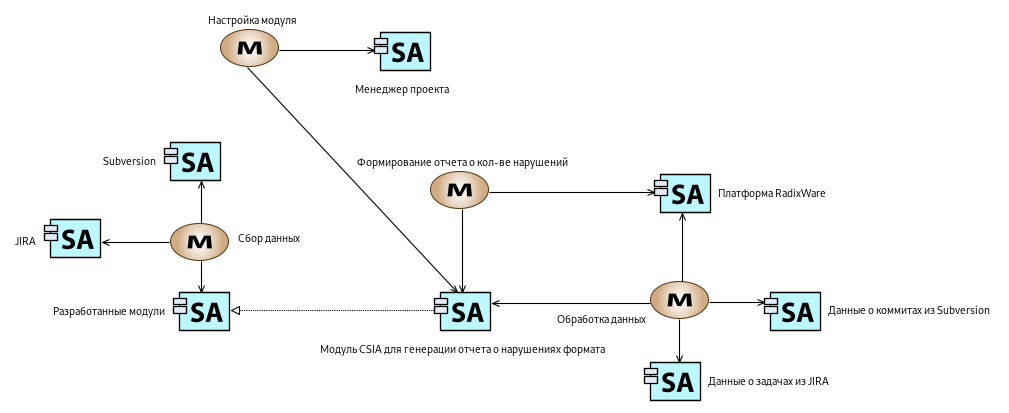 Настройка модуля
M
SA
Менеджер проекта
Subversion
SA
Формирование отчета о кол-ве нарушений
M
SA
Платформа RadixWare
JIRA
SA
M
Сбор данных
Разработанные модули
SA
SA
M
Обработка данных
SA
Данные о коммитах из Subversion
Модуль CSIA для генерации отчета о нарушениях формата
SA
Данные о задачах из JIRA